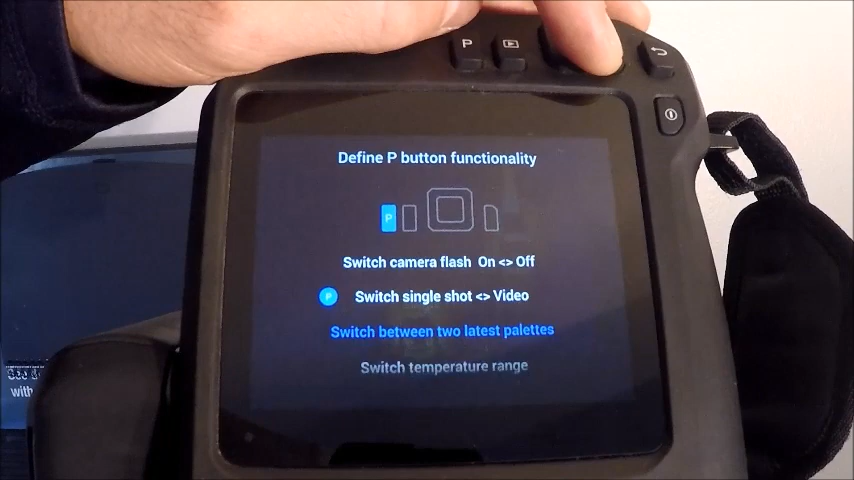 P
Define P button functionality
P
Switch camera flash On <> Off
P Switch single shot <> Video
Switch between two latest palettes
Switch temperature range
with